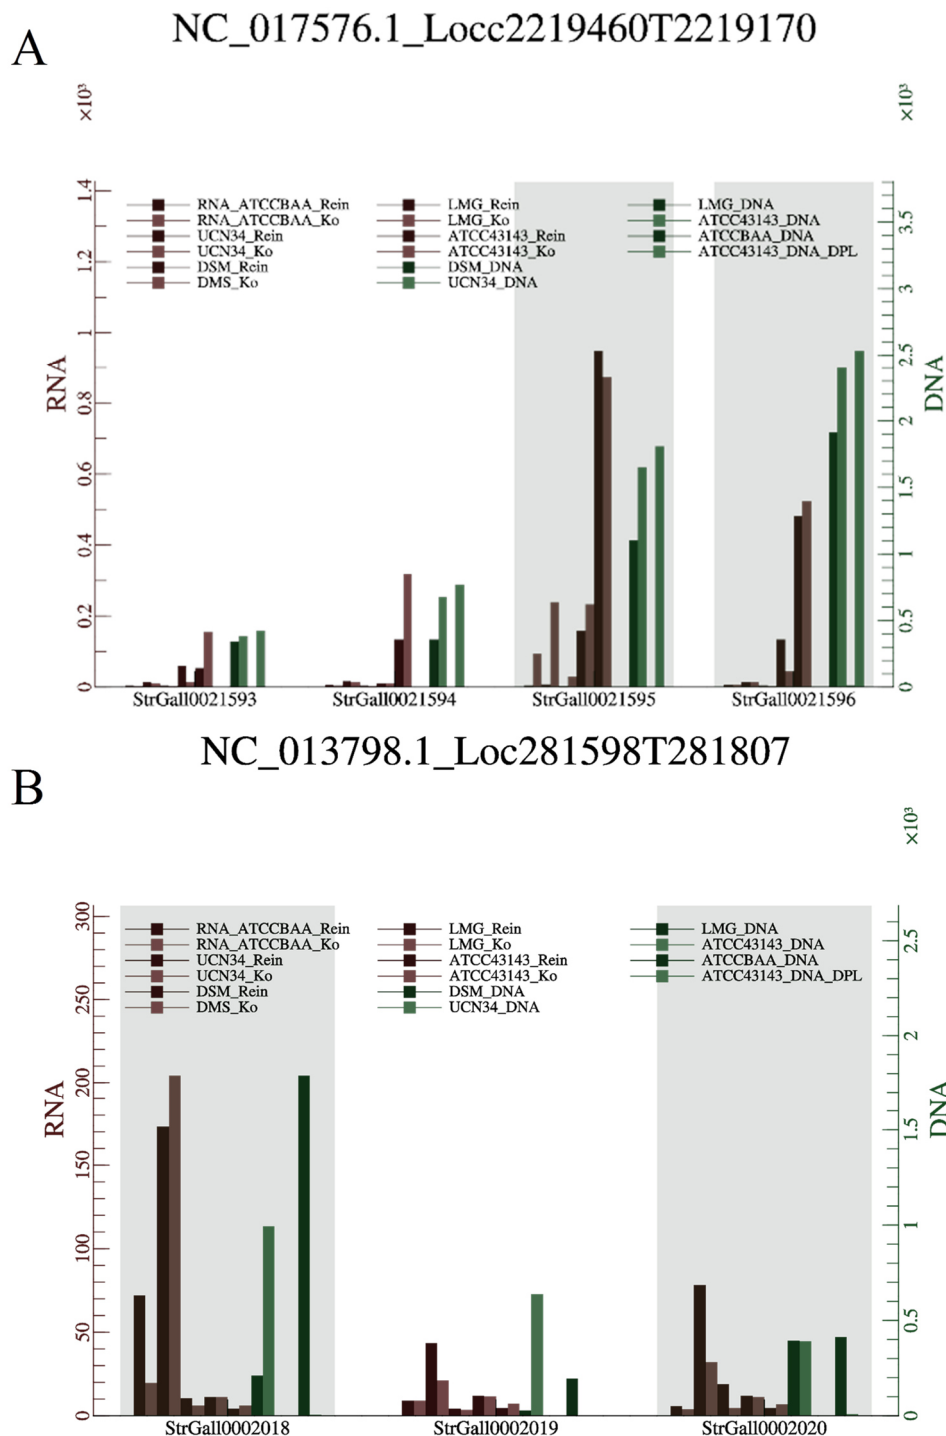 A
NC_017576.1_Locc2219460T2219170
×10³
×10³
RNA_ATCCBAA_Rein
RNA_ATCCBAA_Ko
UCN34_Rein
UCN34_Ko
DSM_Rein
DMS_Ko
LMG_Rein
LMG_Ko
ATCC43143_Rein
ATCC43143_Ko
DSM_DNA
UCN34_DNA
LMG_DNA
ATCC43143_DNA
ATCCBAA_DNA
ATCC43143_DNA_DPL
RNA
1.4
1.2
1
0.8
0.6
0.4
0.2
0
DNA
3.5
3
2.5
2
1.5
1
0.5
0
StrGall0021593 StrGall0021594 StrGall0021595 StrGall0021596
B
NC_013798.1_Loc281598T281807
×10³
RNA_ATCCBAA_Rein
RNA_ATCCBAA_Ko
UCN34_Rein
UCN34_Ko
DSM_Rein
DMS_Ko
LMG_Rein
LMG_Ko
ATCC43143_Rein
ATCC43143_Ko
DSM_DNA
UCN34_DNA
LMG_DNA
ATCC43143_DNA
ATCCBAA_DNA
ATCC43143_DNA_DPL
RNA
300
250
200
150
100
50
0
DNA
2.5
2
1.5
1
0.5
0
StrGall0002018 StrGall0002019 StrGall0002020